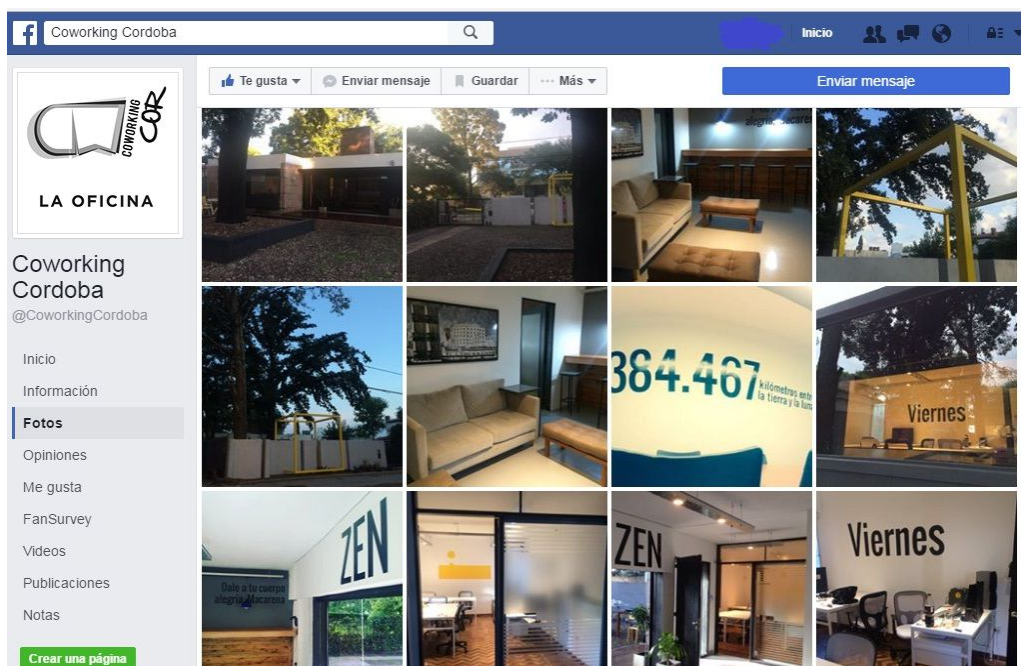 Coworking Cordoba
Inicio
Te gusta
Enviar mensaje
Guardar
Más
Enviar mensaje
COWORKING
COR
LA OFICINA
Coworking
Cordoba
@CoworkingCordoba
Inicio
Información
Fotos
Opiniones
Me gusta
FanSurvey
Videos
Publicaciones
Notas
Crear una página
alegría, Macarena
384.467
kilómetros entre
la tierra y la luna
Viernes
ZEN
Dale a tu cuerpo
alegría, Macarena
ZEN
Viernes